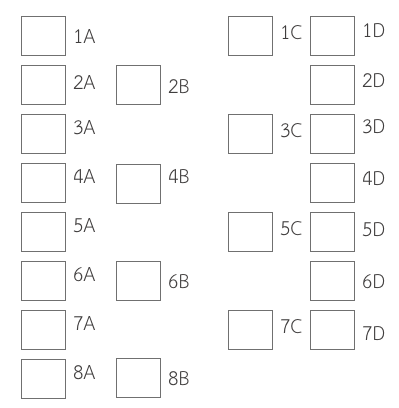 1A 1C 1D
2A 2B 2D
3A 3C 3D
4A 4B 4D
5A 5C 5D
6A 6B 6D
7A 7C 7D
8A 8B